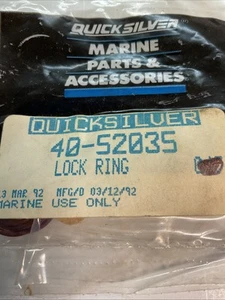 QUICKSILVER
MARINE
PARTS &
ACCESSORIES
QUICKSILVER
40-52035
LOCK RING
3 MAR 92 MFG/D 03/12/92
MARINE USE ONLY